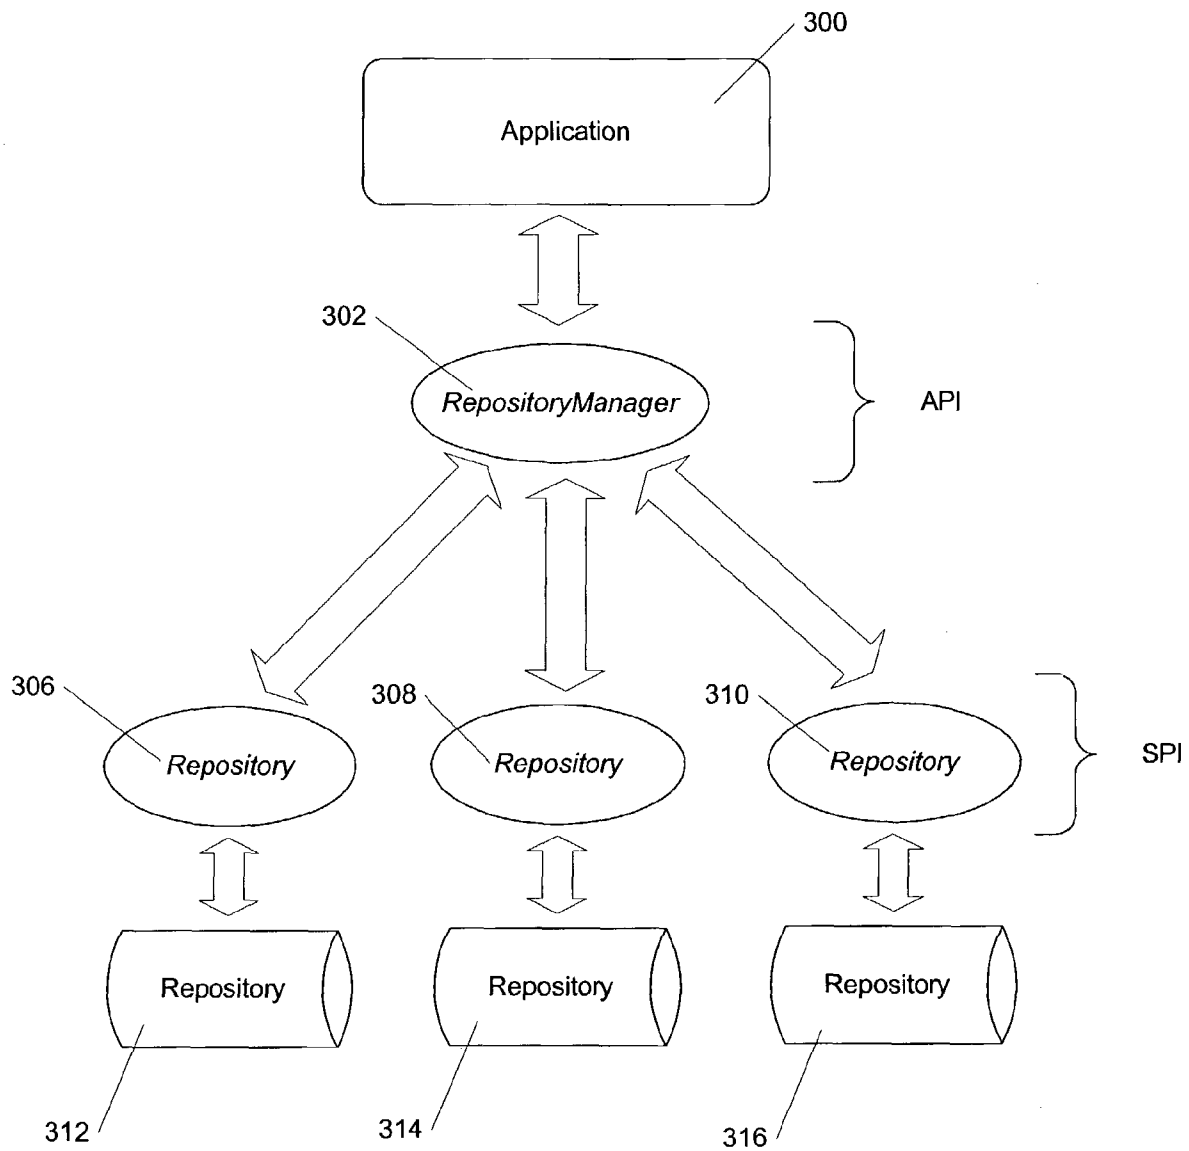 300
Application
302
RepositoryManager
API
306
308
310
Repository
Repository
Repository
SPI
Repository
Repository
Repository
312
314
316